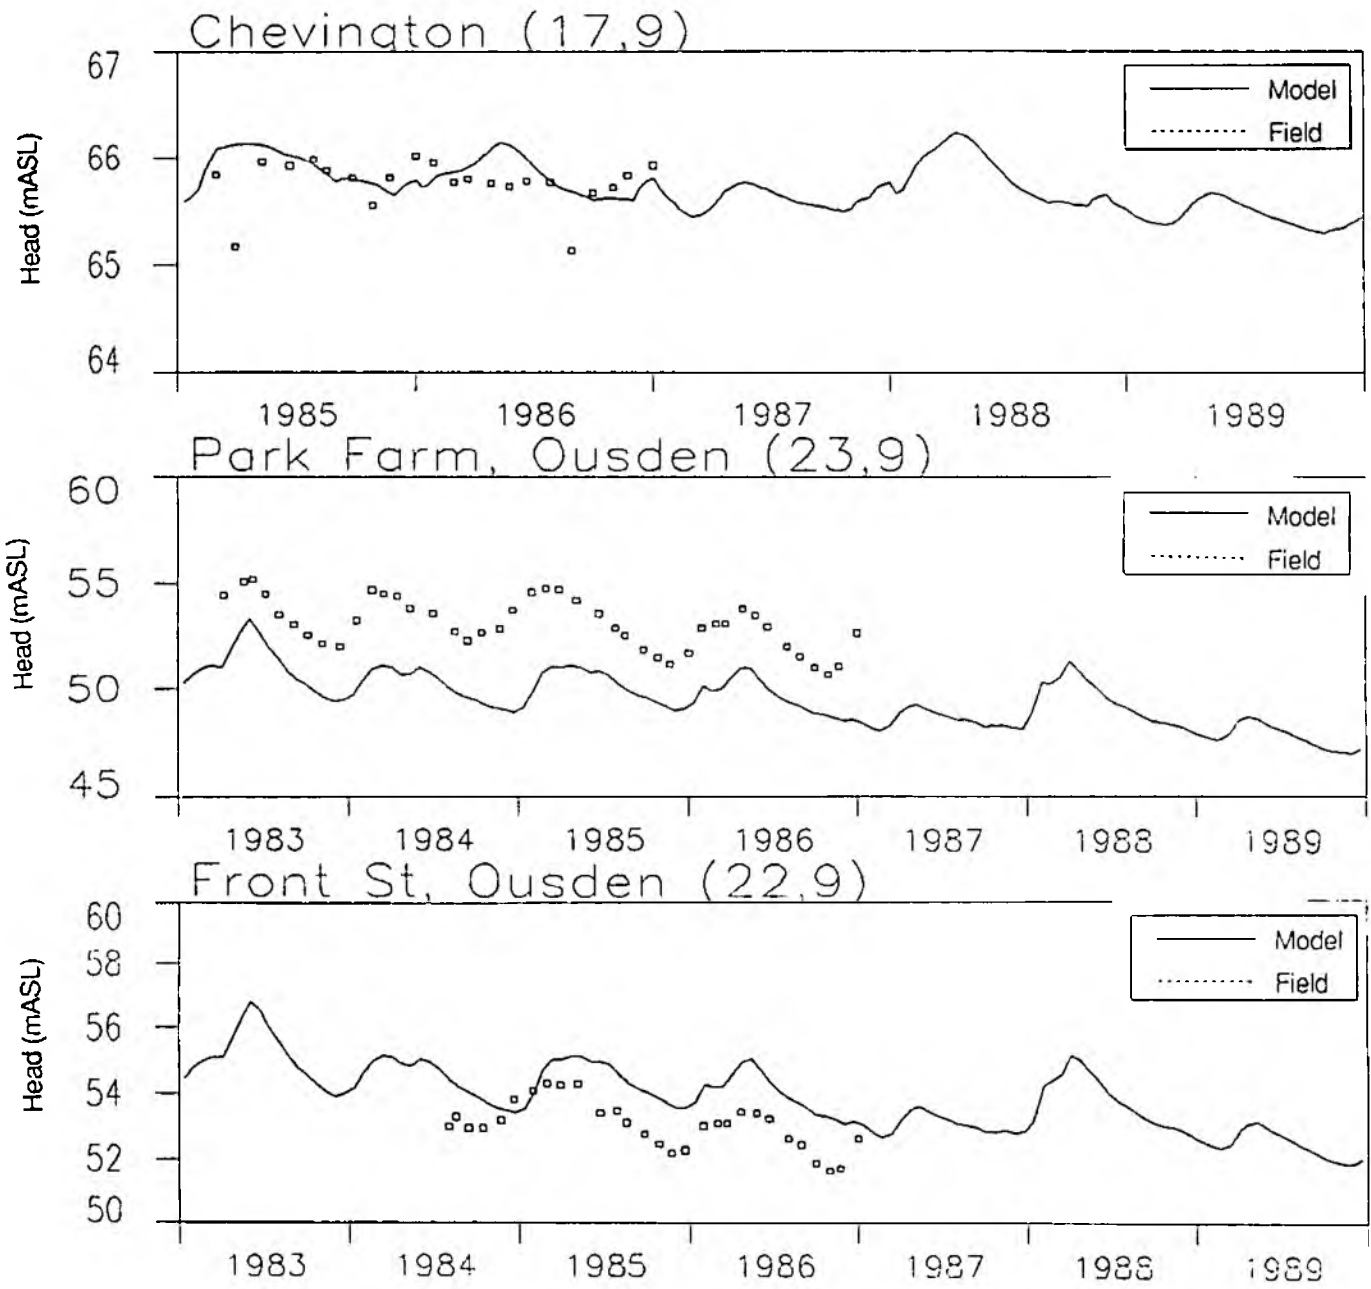 Chevington (17,9)
67
66
65
64
Head (mASL)
Model
Field
1985 1986 1987 1988 1989
Park Farm, Ousden (23,9)
60
55
50
45
Head (mASL)
Model
Field
1983 1984 1985 1986 1987 1988 1989
Front St, Ousden (22,9)
60
58
56
54
52
50
Head (mASL)
Model
Field
1983 1984 1985 1986 1987 1988 1989